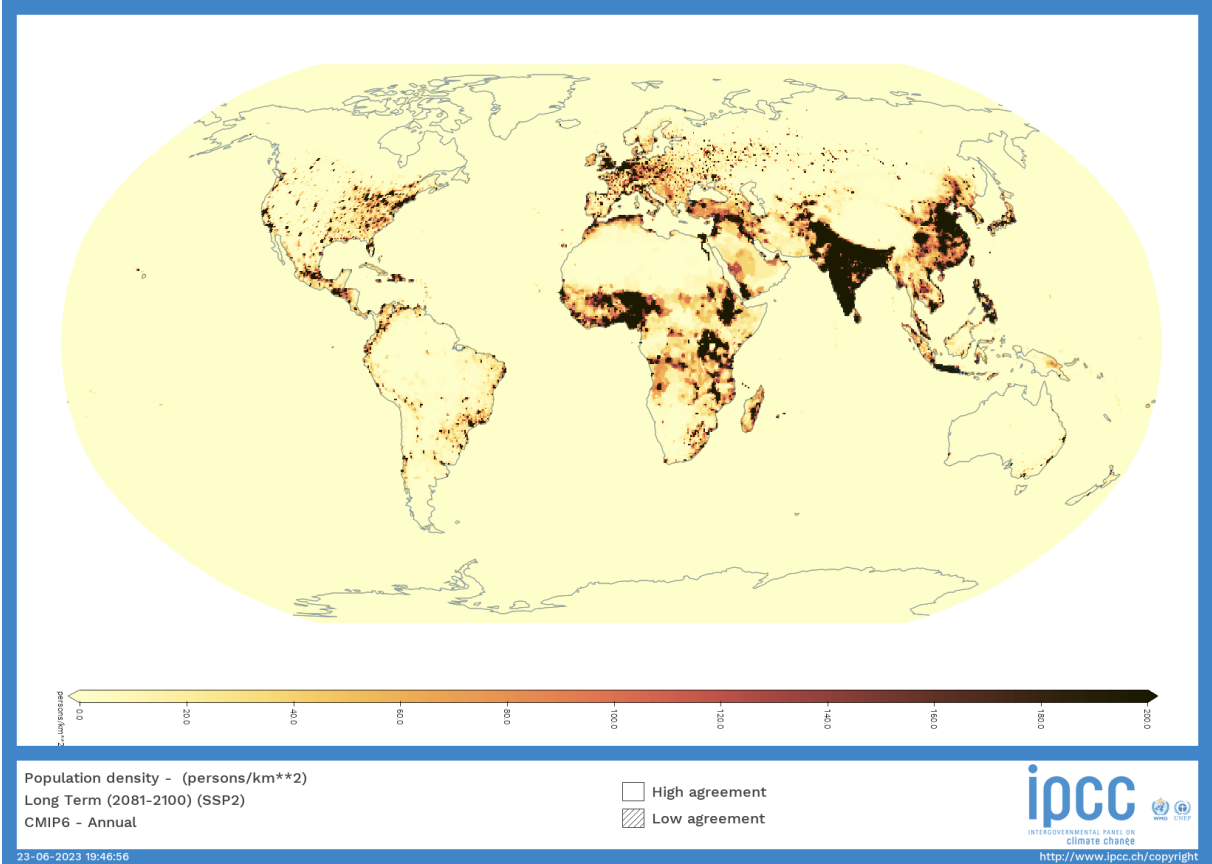 persons/km**2
0.0 20.0 40.0 60.0 80.0 100.0 120.0 140.0 160.0 180.0 200.0
Population density - (persons/km**2)
Long Term (2081-2100) (SSP2)
CMIP6 - Annual
High agreement
Low agreement
ipcc
INTERGOVERNMENTAL PANEL ON
climate change
WMO UNEP
23-06-2023 19:46:56
http://www.ipcc.ch/copyright